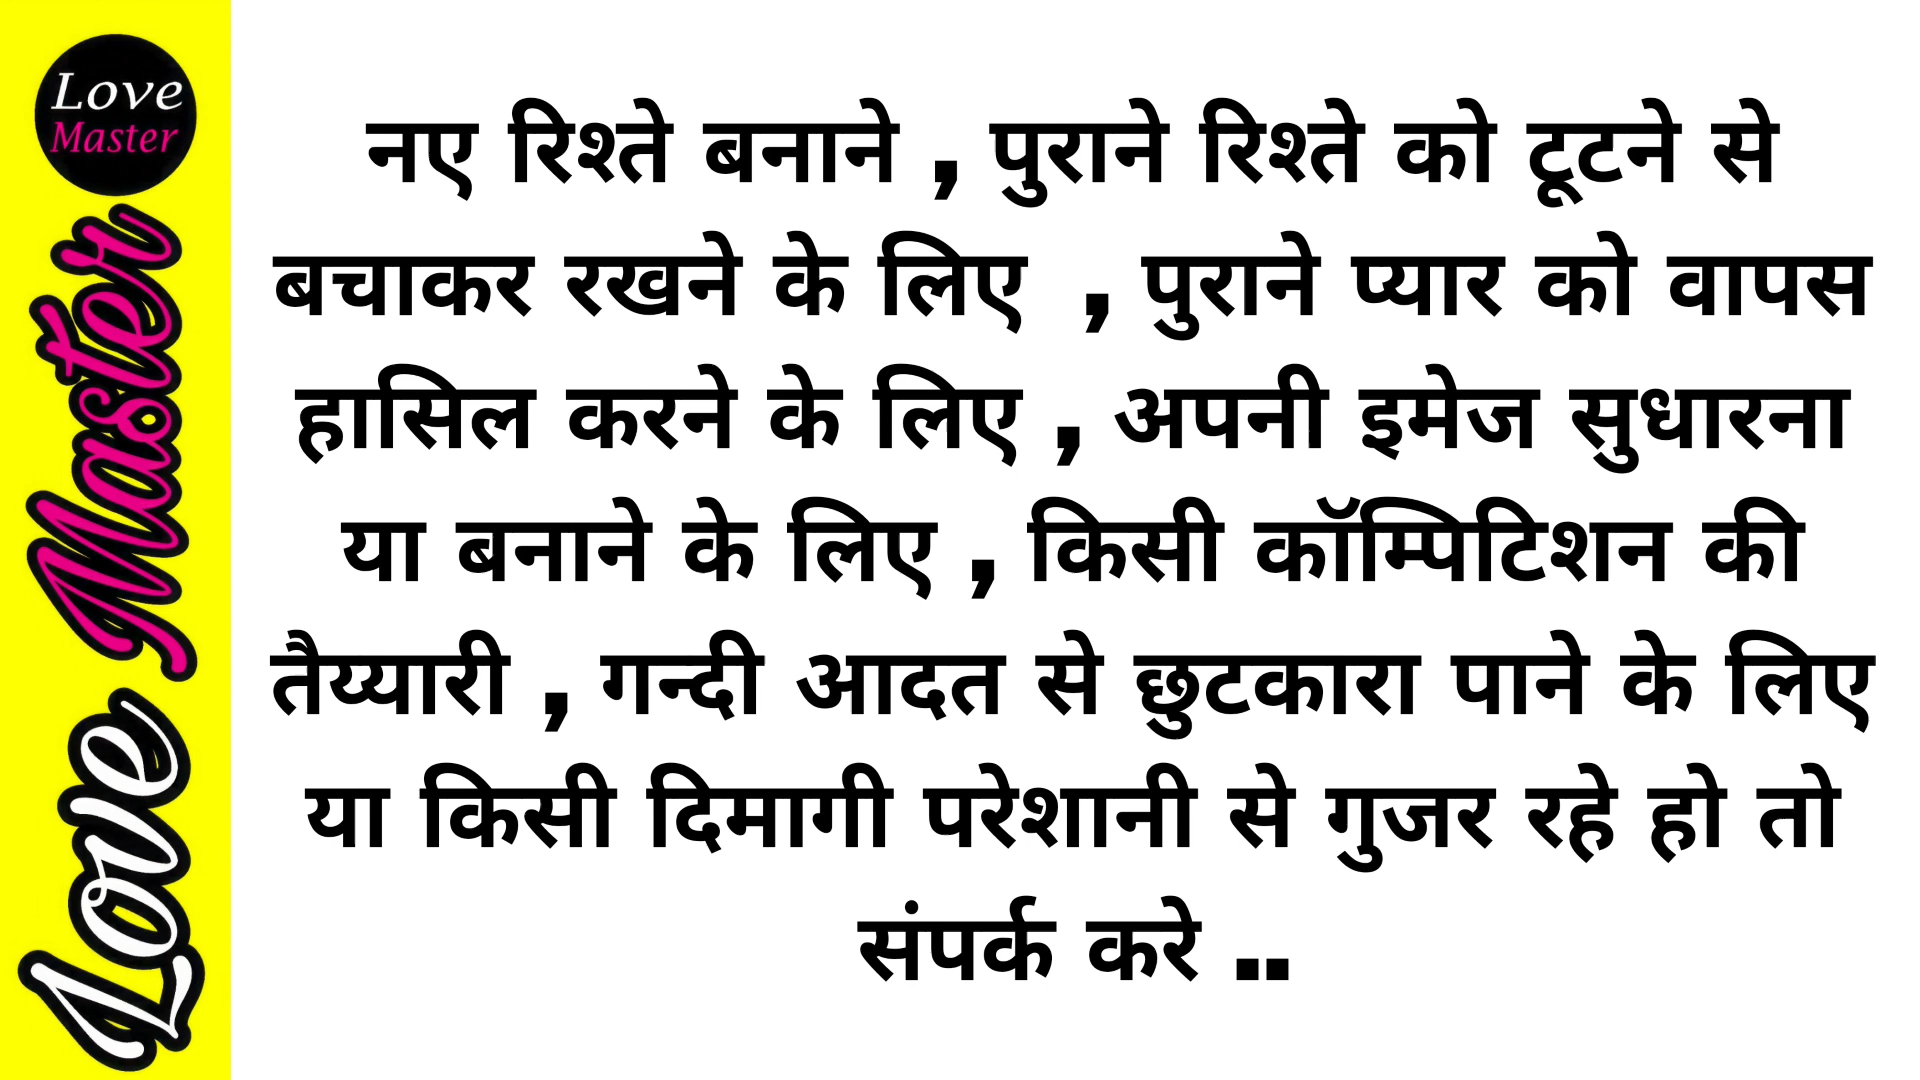 Love
Master
Love Master
नए रिश्ते बनाने , पुराने रिश्ते को टूटने से
बचाकर रखने के लिए , पुराने प्यार को वापस
हासिल करने के लिए , अपनी इमेज सुधारना
या बनाने के लिए , किसी कॉम्पिटिशन की
तैय्यारी , गन्दी आदत से छुटकारा पाने के लिए
या किसी दिमागी परेशानी से गुजर रहे हो तो
संपर्क करे ..